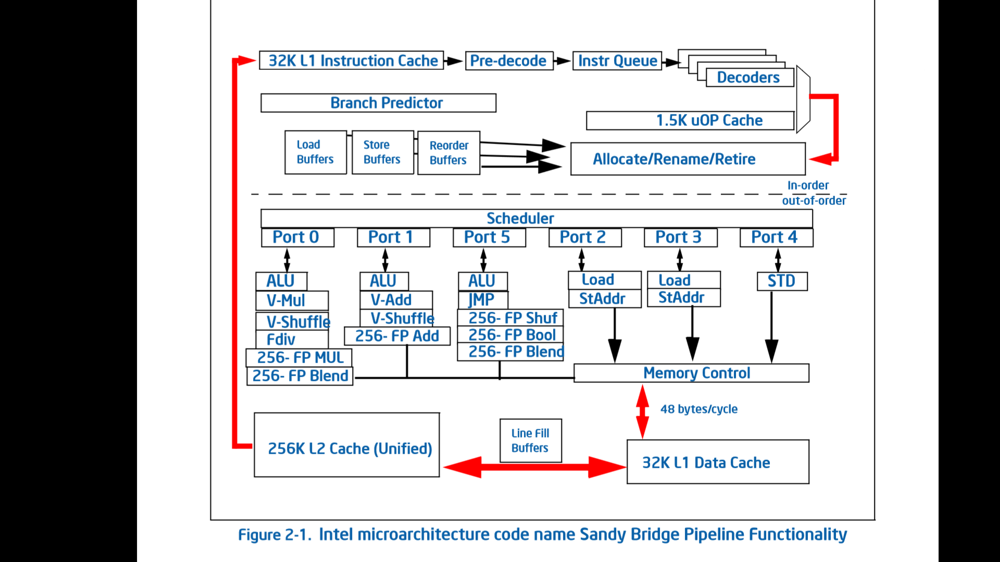 32K L1 Instruction Cache
Pre-decode
Instr Queue
Decoders
Branch Predictor
1.5K uOP Cache
Load
Buffers
Store
Buffers
Reorder
Buffers
Allocate/Rename/Retire
In-order
out-of-order
Scheduler
Port 0
Port 1
Port 5
Port 2
Port 3
Port 4
ALU
V-Mul
V-Shuffle
Fdiv
256- FP MUL
256- FP Blend
ALU
V-Add
V-Shuffle
256- FP Add
ALU
JMP
256- FP Shuf
256- FP Bool
256- FP Blend
Load
StAddr
Load
StAddr
STD
Memory Control
48 bytes/cycle
256K L2 Cache (Unified)
Line Fill
Buffers
32K L1 Data Cache
Figure 2-1. Intel microarchitecture code name Sandy Bridge Pipeline Functionality